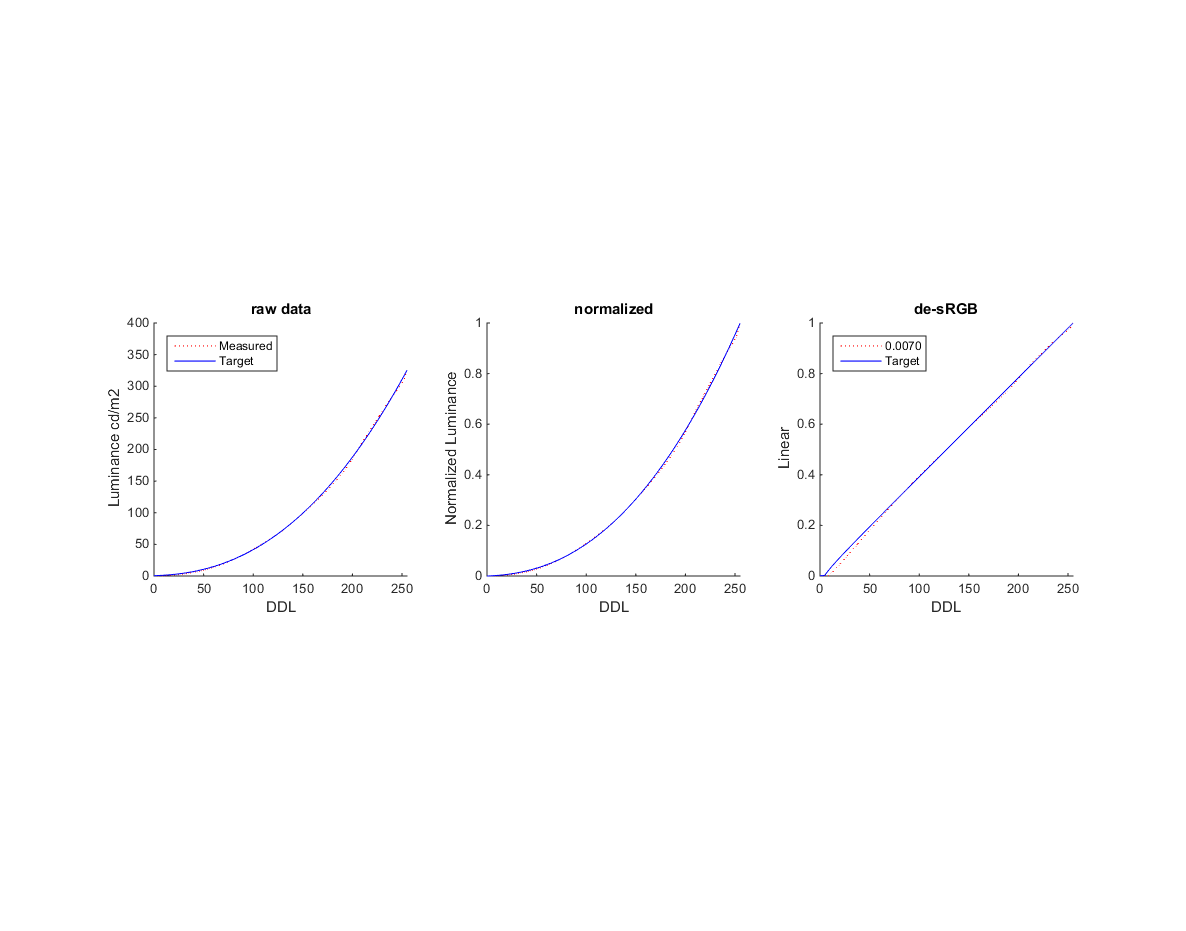 raw data
400
350
300
250
200
150
100
50
0
Luminance cd/m2
Measured
Target
0 50 100 150 200 250
DDL
normalized
1
0.8
0.6
0.4
0.2
0
Normalized Luminance
0 50 100 150 200 250
DDL
de-sRGB
1
0.8
0.6
0.4
0.2
0
Linear
0.0070
Target
0 50 100 150 200 250
DDL